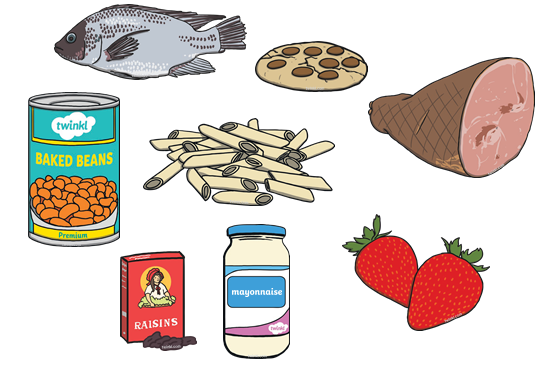 twinkl
BAKED BEANS
Premium
RAISINS
mayonnaise
twinkl